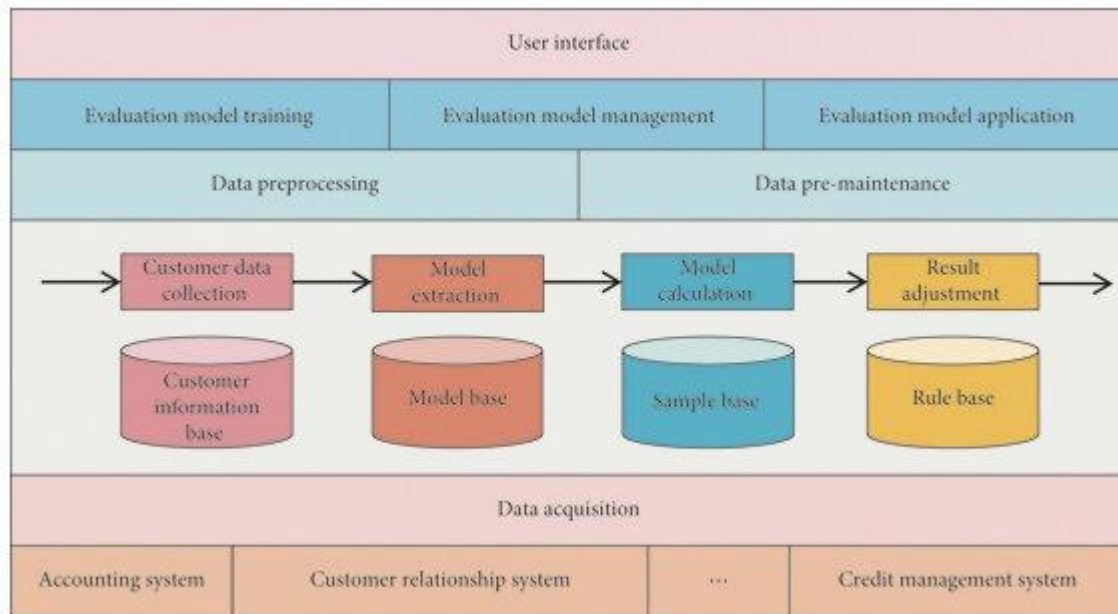 User interface
Evaluation model training
Evaluation model management
Evaluation model application
Data preprocessing
Data pre-maintenance
Customer data
collection
Model
extraction
Model
calculation
Result
adjustment
Customer
information
base
Model base
Sample base
Rule base
Data acquisition
Accounting system
Customer relationship system
...
Credit management system